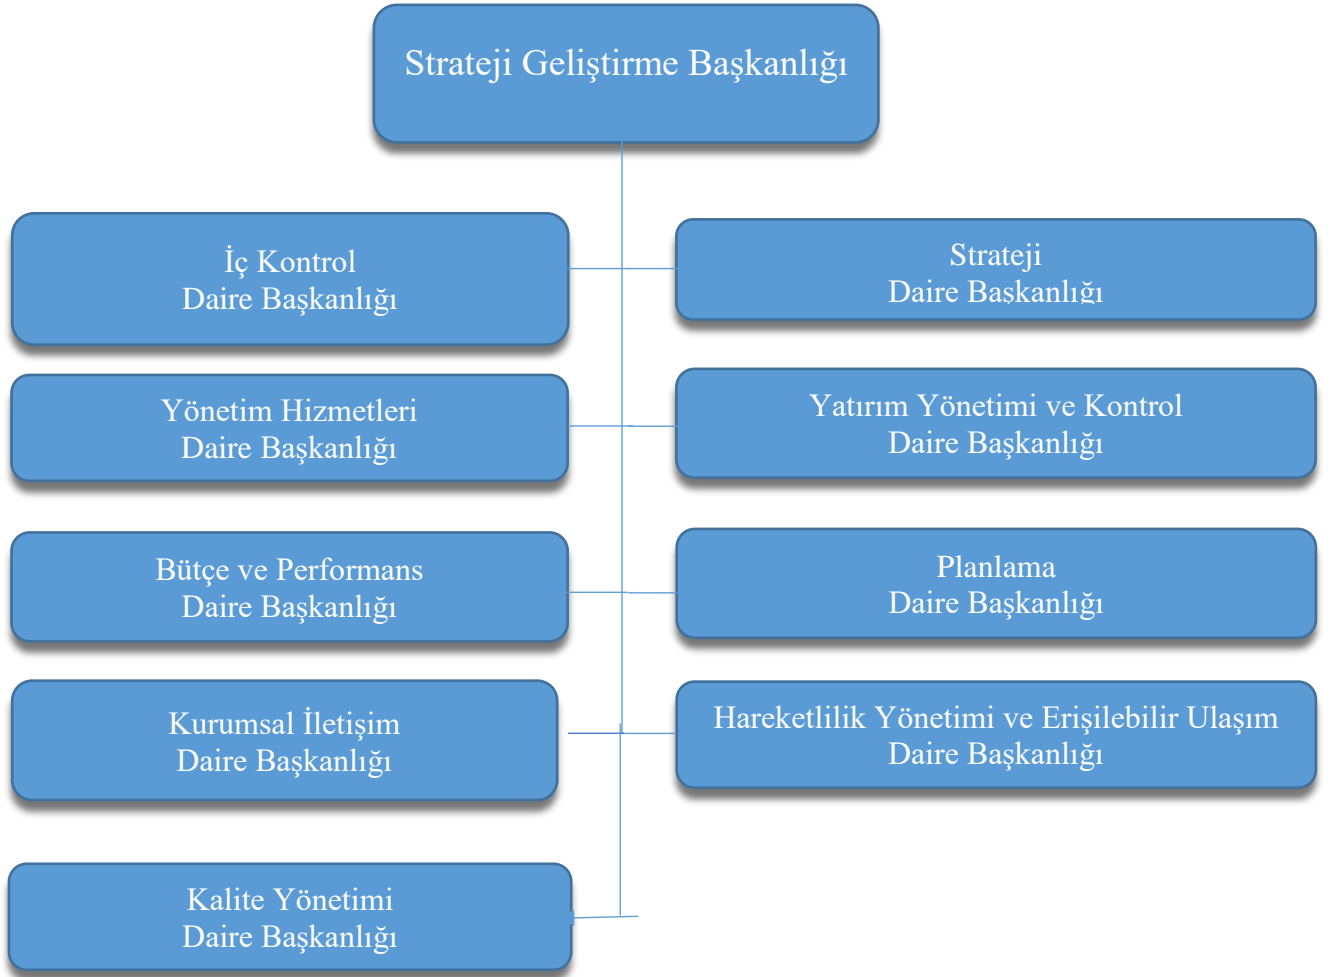 Strateji Geliştirme Başkanlığı
İç Kontrol
Daire Başkanlığı
Strateji
Daire Başkanlığı
Yönetim Hizmetleri
Daire Başkanlığı
Yatırım Yönetimi ve Kontrol
Daire Başkanlığı
Bütçe ve Performans
Daire Başkanlığı
Planlama
Daire Başkanlığı
Kurumsal İletişim
Daire Başkanlığı
Hareketlilik Yönetimi ve Erişilebilir Ulaşım
Daire Başkanlığı
Kalite Yönetimi
Daire Başkanlığı